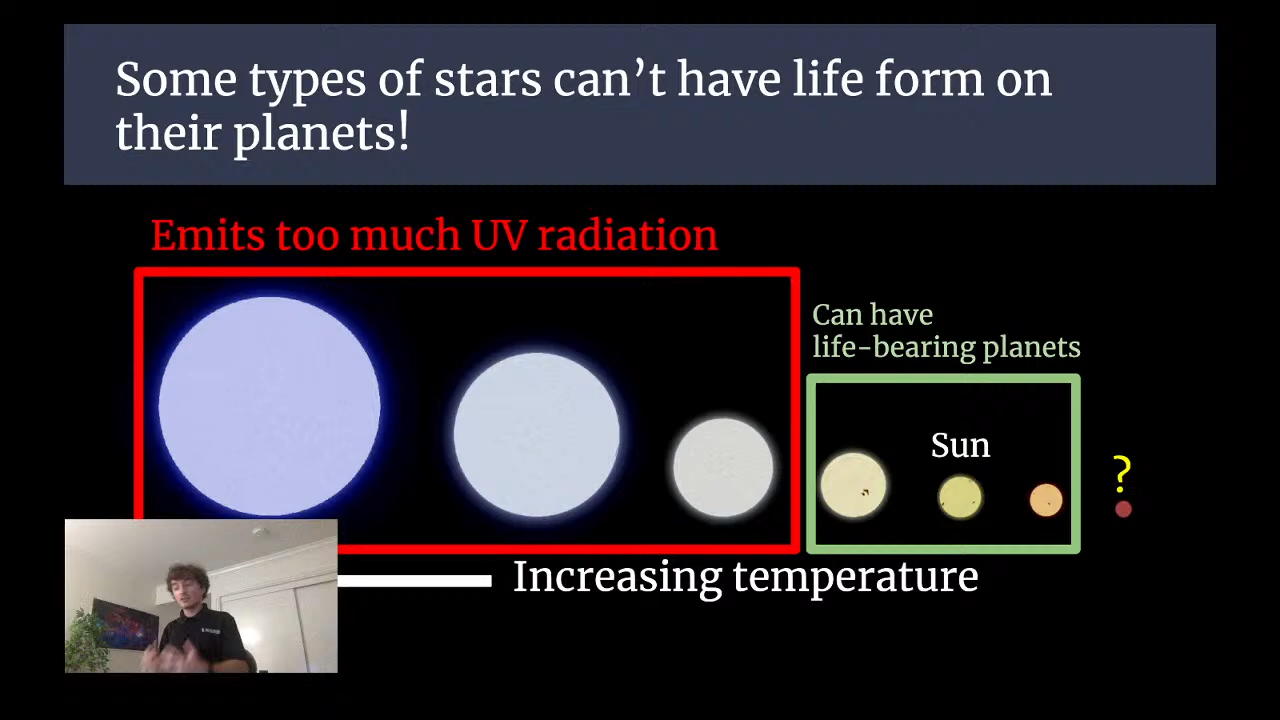 Some types of stars can’t have life form on
their planets!
Emits too much UV radiation
Can have
life-bearing planets
Sun
?
Increasing temperature